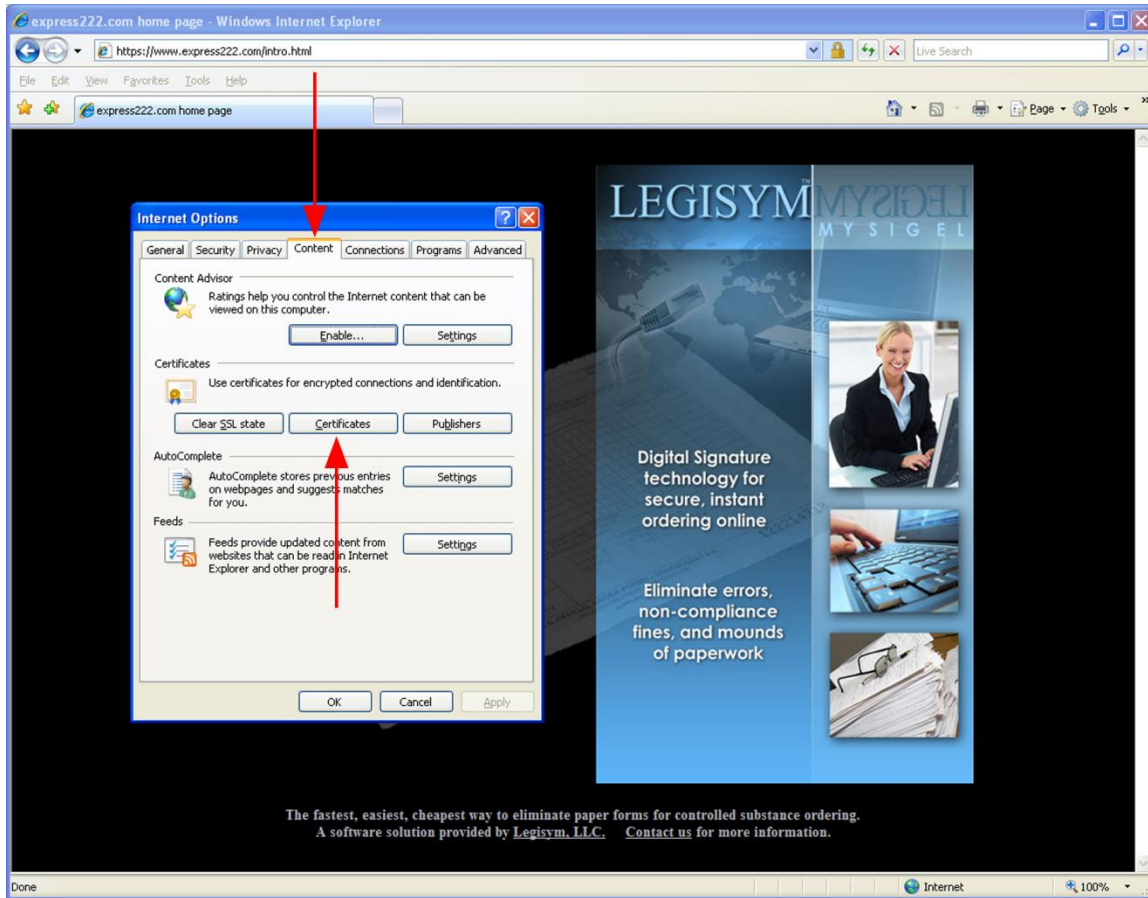 express222.com home page - Windows Internet Explorer
https://www.express222.com/intro.html
Live Search
File Edit View Favorites Tools Help
express222.com home page
Page
Tools
LEGISYM™
LEGISYM
MYSIGEL
Internet Options
General Security Privacy Content Connections Programs Advanced
Content Advisor
Ratings help you control the Internet content that can be
viewed on this computer.
Enable... Settings
Certificates
Use certificates for encrypted connections and identification.
Clear SSL state Certificates Publishers
AutoComplete
AutoComplete stores previous entries
on webpages and suggests matches
for you.
Settings
Feeds
Feeds provide updated content from
websites that can be read in Internet
Explorer and other programs.
Settings
OK Cancel Apply
Digital Signature
technology for
secure, instant
ordering online
Eliminate errors,
non-compliance
fines, and mounds
of paperwork
The fastest, easiest, cheapest way to eliminate paper forms for controlled substance ordering.
A software solution provided by Legisym, LLC. Contact us for more information.
Done
Internet
100%